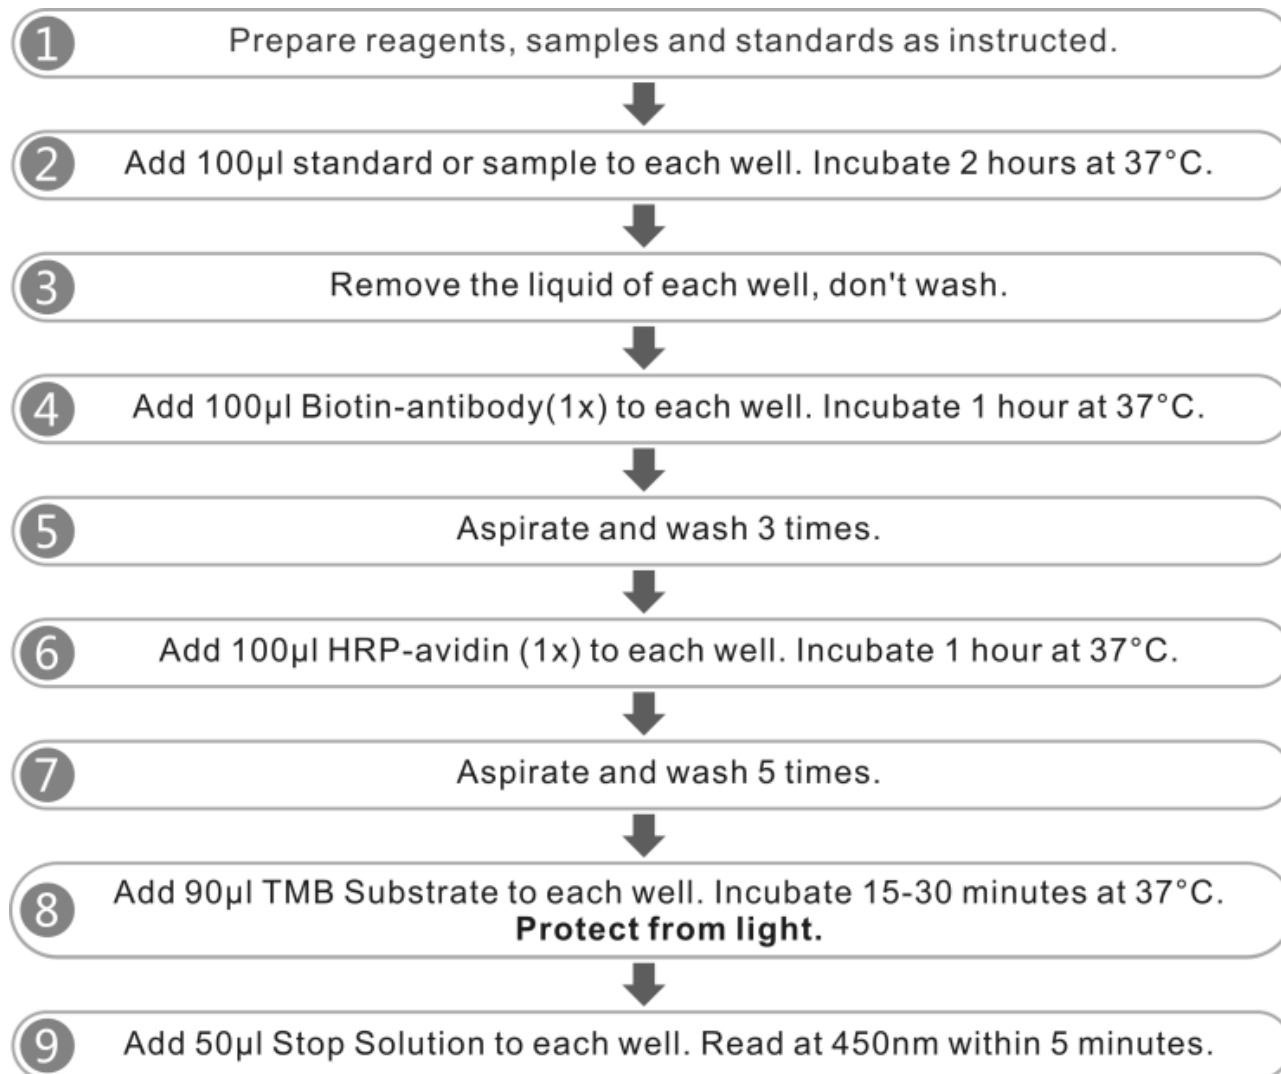 1 Prepare reagents, samples and standards as instructed.
2 Add 100μl standard or sample to each well. Incubate 2 hours at 37°C.
3 Remove the liquid of each well, don't wash.
4 Add 100μl Biotin-antibody(1x) to each well. Incubate 1 hour at 37°C.
5 Aspirate and wash 3 times.
6 Add 100μl HRP-avidin (1x) to each well. Incubate 1 hour at 37°C.
7 Aspirate and wash 5 times.
8 Add 90μl TMB Substrate to each well. Incubate 15-30 minutes at 37°C.
Protect from light.
9 Add 50μl Stop Solution to each well. Read at 450nm within 5 minutes.